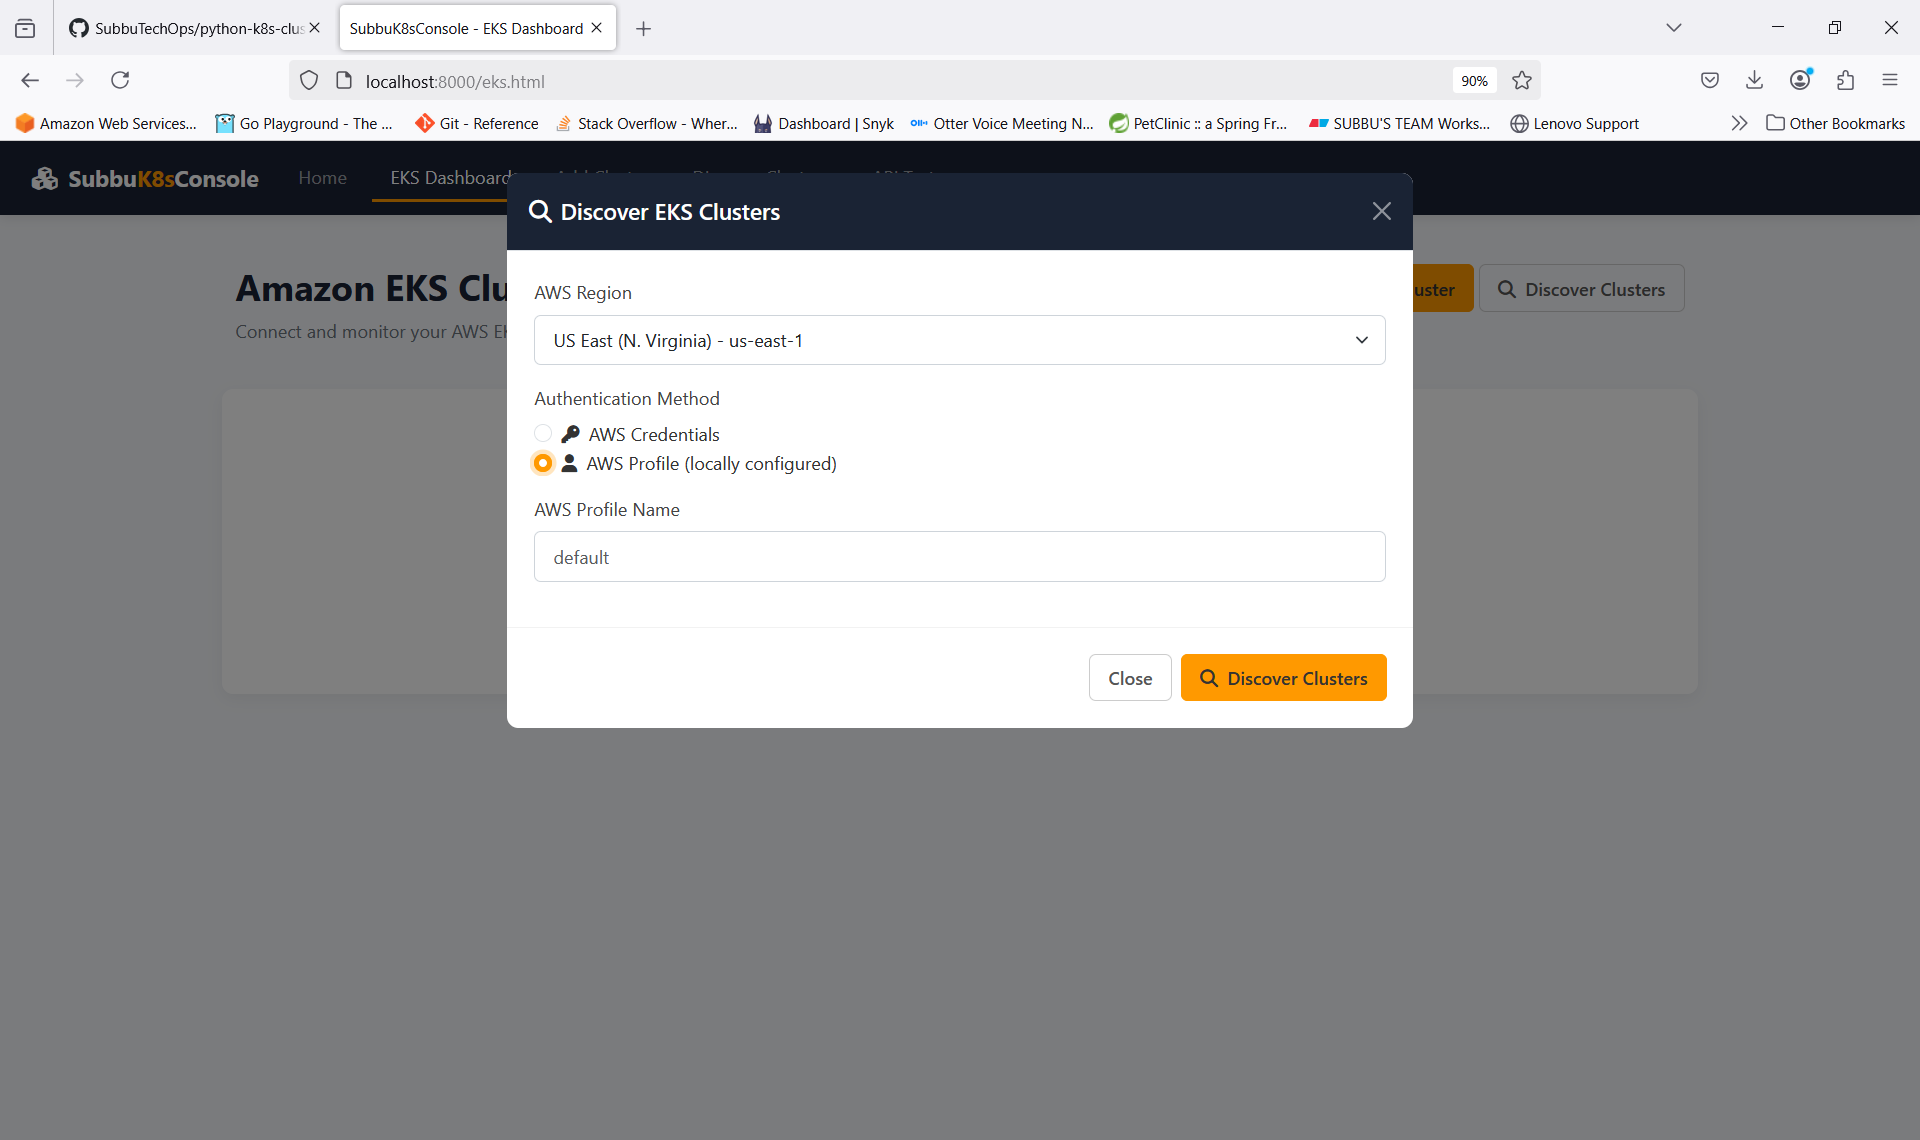 SubbuTechOps/python-k8s-clus
SubbuK8sConsole - EKS Dashboard
localhost:8000/eks.html
90%
Amazon Web Services...
Go Playground - The ...
Git - Reference
Stack Overflow - Wher...
Dashboard | Snyk
Otter Voice Meeting N...
PetClinic :: a Spring Fr...
SUBBU'S TEAM Works...
Lenovo Support
Other Bookmarks
SubbuK8sConsole
Home
EKS Dashboard
Discover EKS Clusters
Amazon EKS Clu
Connect and monitor your AWS EK
uster
Discover Clusters
AWS Region
US East (N. Virginia) - us-east-1
Authentication Method
AWS Credentials
AWS Profile (locally configured)
AWS Profile Name
default
Close
Discover Clusters